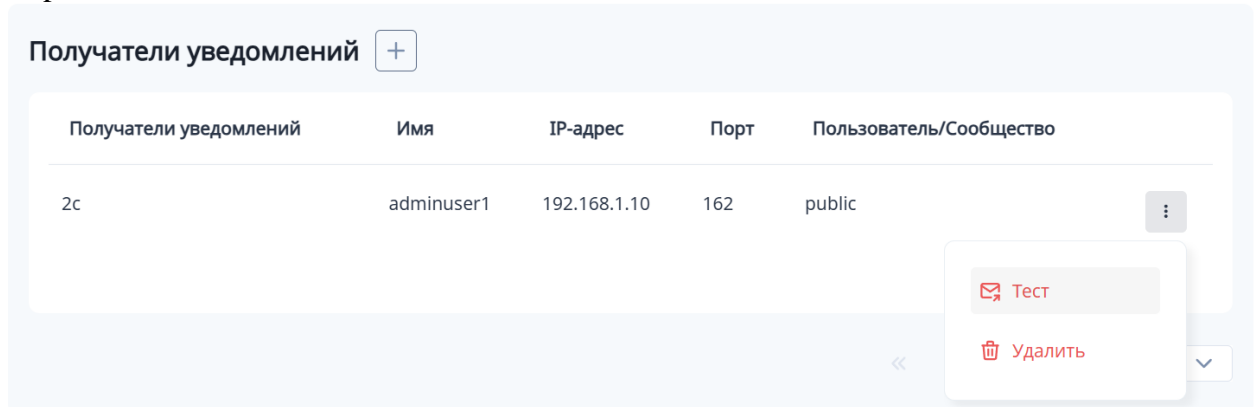 Получатели уведомлений +
Получатели уведомлений Имя IP-адрес Порт Пользователь/Сообщество
2c adminuser1 192.168.1.10 162 public
Тест
Удалить